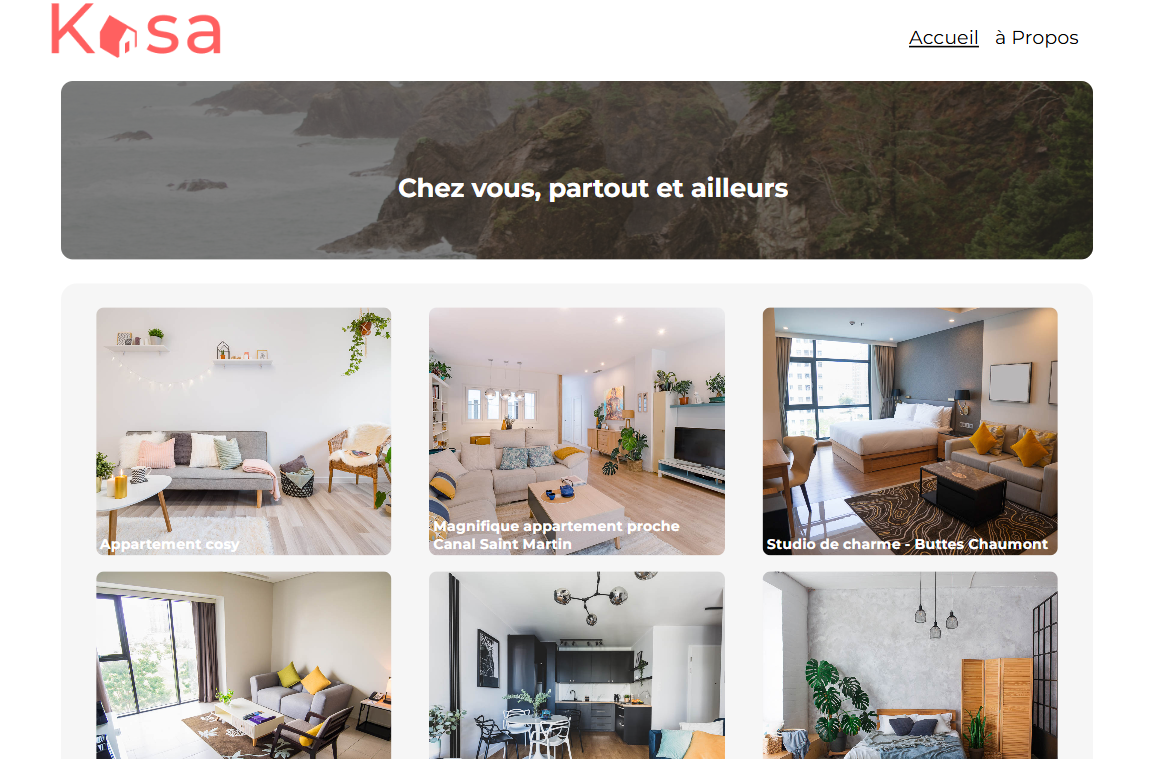 Kasa
Accueil à Propos
Chez vous, partout et ailleurs
Appartement cosy
Magnifique appartement proche
Canal Saint Martin
Studio de charme - Buttes Chaumont